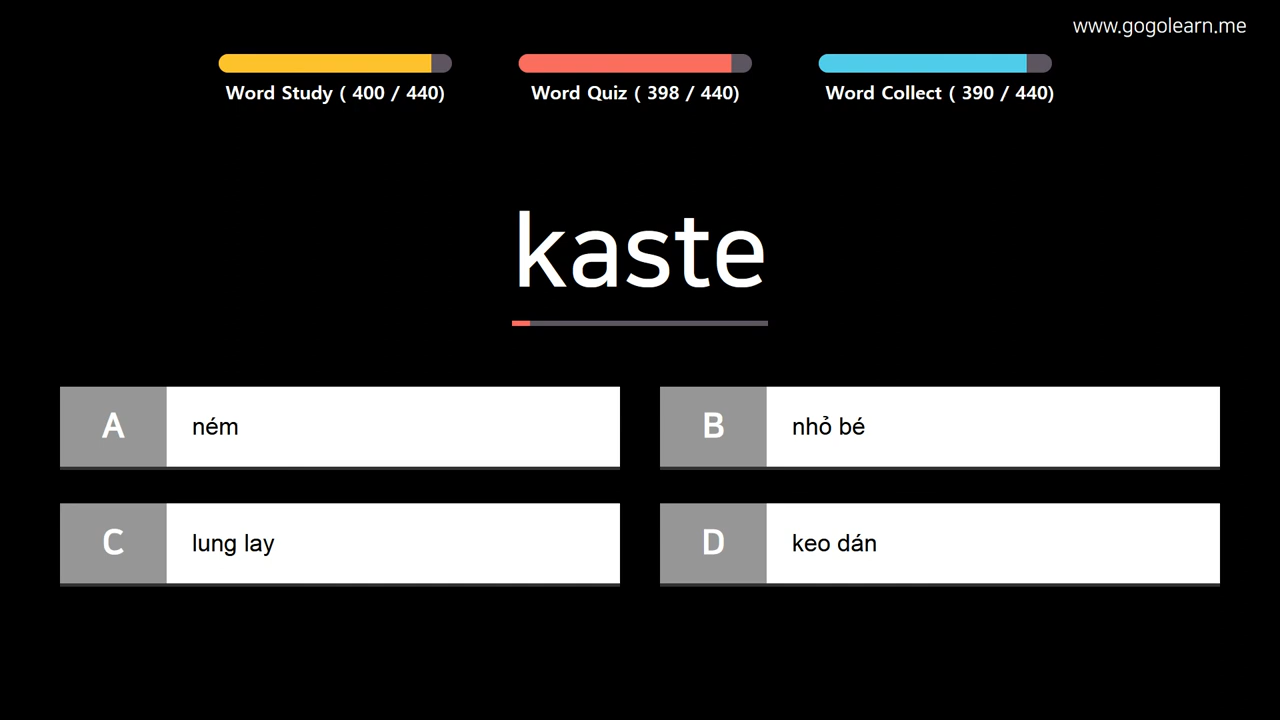 www.gogolearn.me
Word Study ( 400 / 440)
Word Quiz ( 398 / 440)
Word Collect ( 390 / 440)
kaste
A
ném
B
nhỏ bé
C
lung lay
D
keo dán